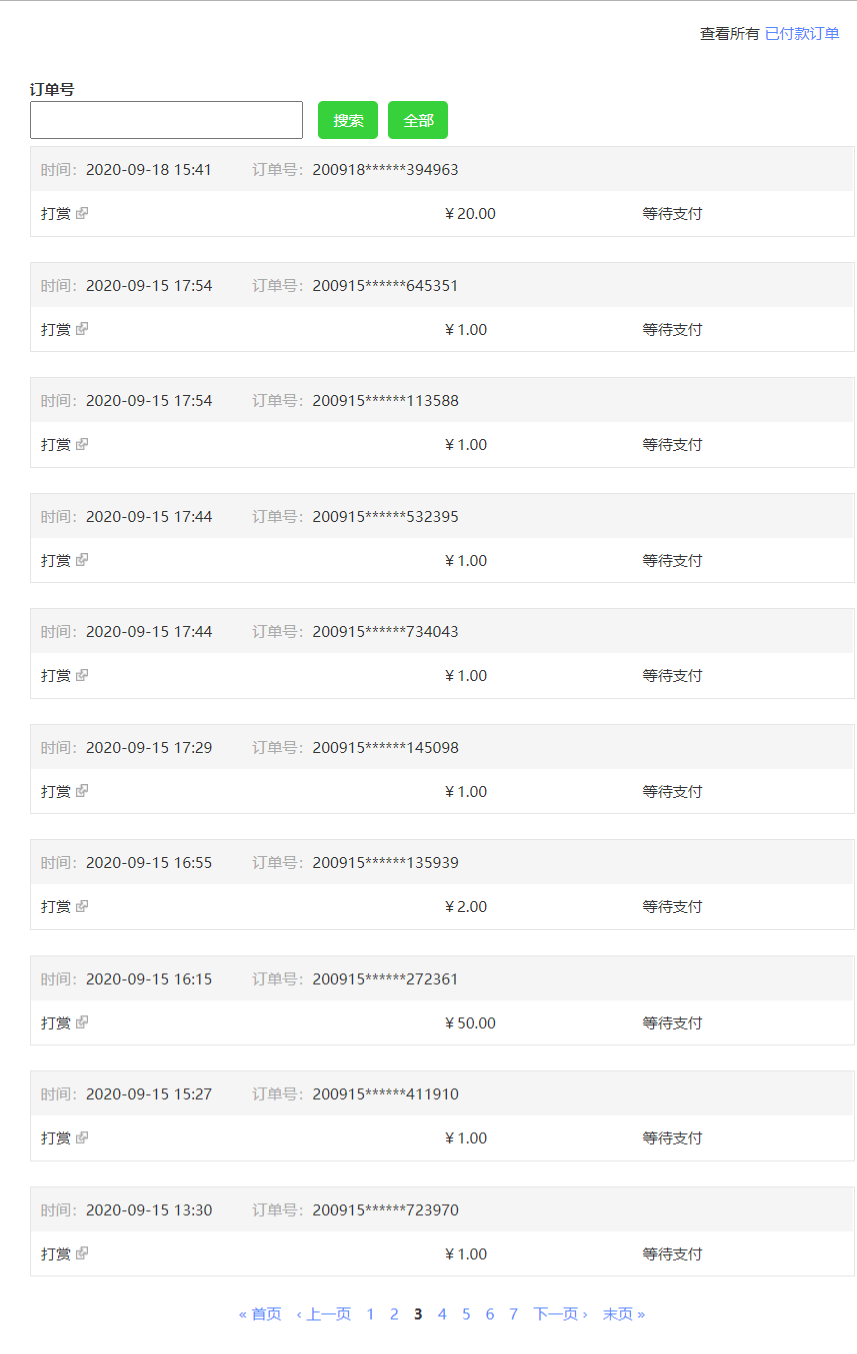 查看所有 已付款订单
订单号
搜索 全部
时间：2020-09-18 15:41 订单号：200918******394963
打赏 ¥20.00 等待支付
时间：2020-09-15 17:54 订单号：200915******645351
打赏 ¥1.00 等待支付
时间：2020-09-15 17:54 订单号：200915******113588
打赏 ¥1.00 等待支付
时间：2020-09-15 17:44 订单号：200915******532395
打赏 ¥1.00 等待支付
时间：2020-09-15 17:44 订单号：200915******734043
打赏 ¥1.00 等待支付
时间：2020-09-15 17:29 订单号：200915******145098
打赏 ¥1.00 等待支付
时间：2020-09-15 16:55 订单号：200915******135939
打赏 ¥2.00 等待支付
时间：2020-09-15 16:15 订单号：200915******272361
打赏 ¥50.00 等待支付
时间：2020-09-15 15:27 订单号：200915******411910
打赏 ¥1.00 等待支付
时间：2020-09-15 13:30 订单号：200915******723970
打赏 ¥1.00 等待支付
« 首页 ‹ 上一页 1 2 3 4 5 6 7 下一页 › 末页 »